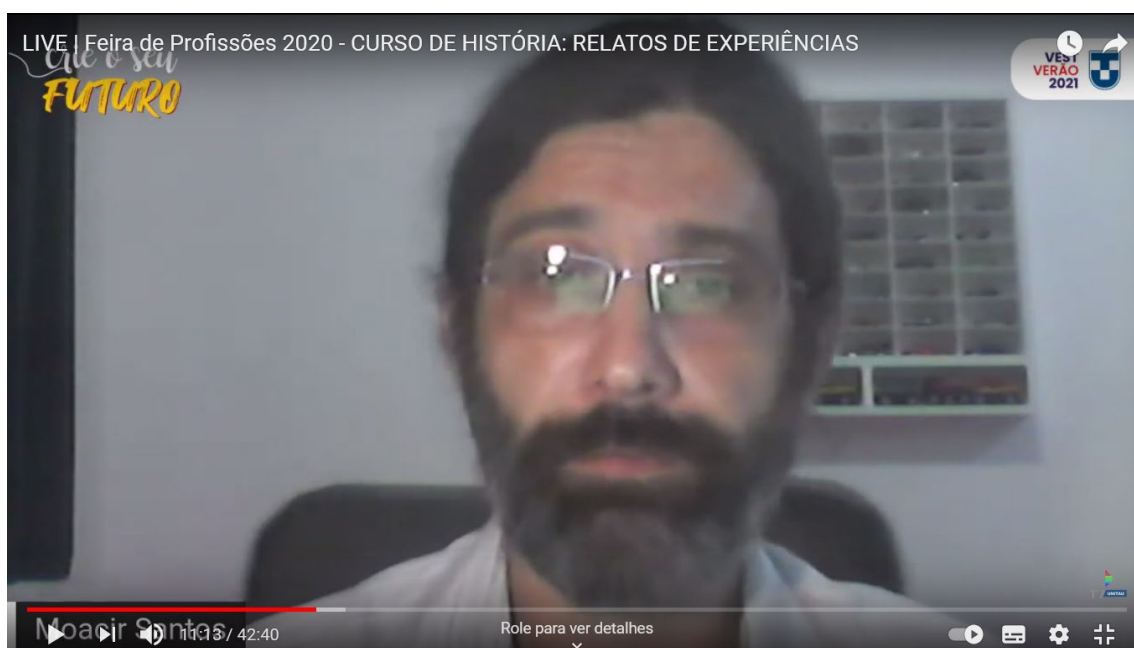 LIVE | Feira de Profissões 2020 - CURSO DE HISTÓRIA: RELATOS DE EXPERIÊNCIAS
Crie o seu
FUTURO
VEST
VERÃO
2021
UNITAU
Moacir Santos
11:13 / 42:40
Role para ver detalhes